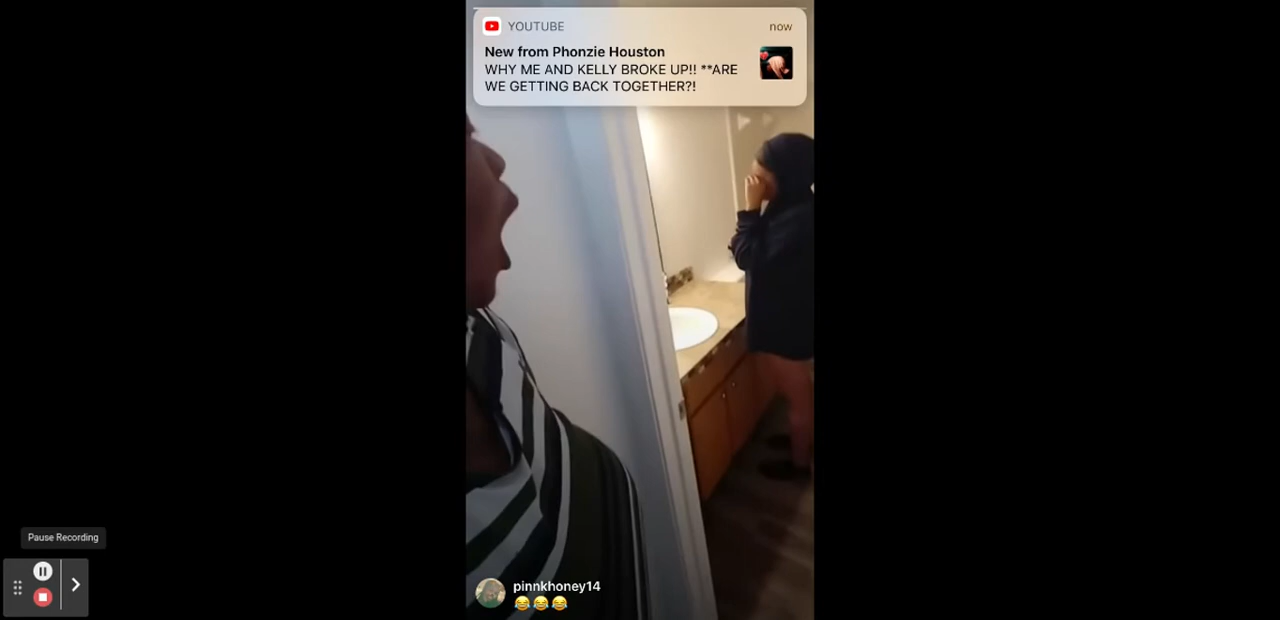 YOUTUBE now
New from Phonzie Houston
WHY ME AND KELLY BROKE UP!! **ARE
WE GETTING BACK TOGETHER?!
Pause Recording
pinnkhoney14
😂😂😂